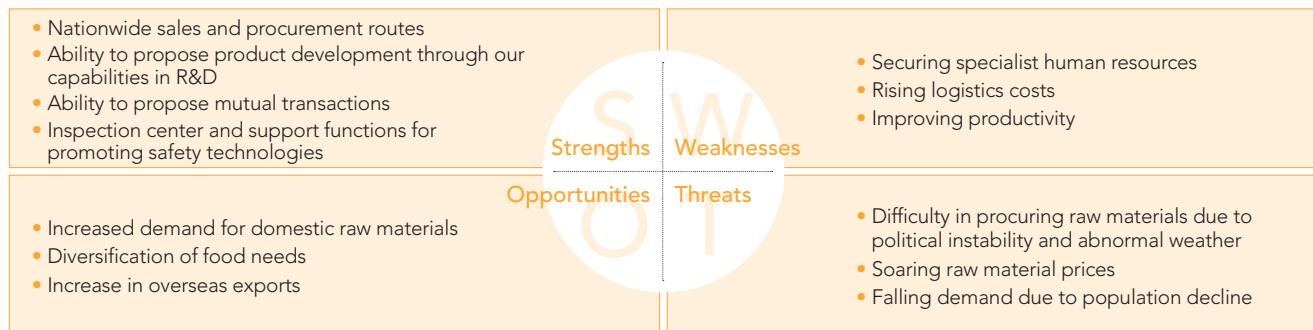 • Nationwide sales and procurement routes
• Ability to propose product development through our
capabilities in R&D
• Ability to propose mutual transactions
• Inspection center and support functions for
promoting safety technologies
• Securing specialist human resources
• Rising logistics costs
• Improving productivity
S W
Strengths Weaknesses
Opportunities Threats
O T
• Increased demand for domestic raw materials
• Diversification of food needs
• Increase in overseas exports
• Difficulty in procuring raw materials due to
political instability and abnormal weather
• Soaring raw material prices
• Falling demand due to population decline